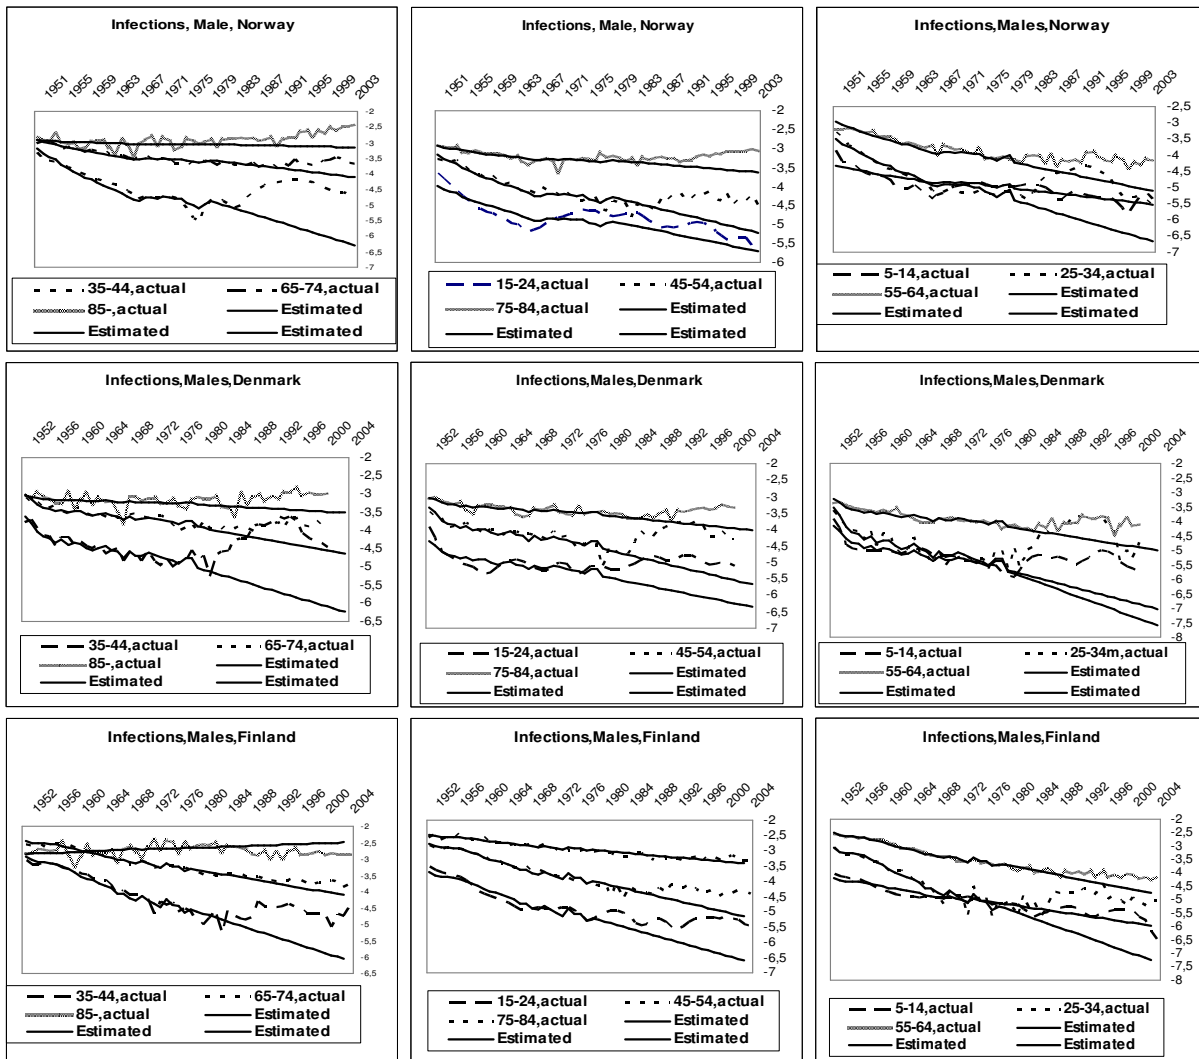 Infections, Male, Norway
1951 1955 1959 1963 1967 1971 1975 1979 1983 1987 1991 1995 1999 2003
-2
-2,5
-3
-3,5
-4
-4,5
-5
-5,5
-6
-6,5
-7
35-44,actual 65-74,actual
85-,actual Estimated
Estimated Estimated
Infections, Male, Norway
1951 1955 1959 1963 1967 1971 1975 1979 1983 1987 1991 1995 1999 2003
-2
-2,5
-3
-3,5
-4
-4,5
-5
-5,5
-6
15-24,actual 45-54,actual
75-84,actual Estimated
Estimated Estimated
Infections,Males,Norway
1951 1955 1959 1963 1967 1971 1975 1979 1983 1987 1991 1995 1999 2003
-2,5
-3,5
-4,5
-5,5
-6,5
-7,5
5-14,actual 25-34,actual
55-64,actual Estimated
Estimated Estimated
Infections,Males,Denmark
1952 1956 1960 1964 1968 1972 1976 1980 1984 1988 1992 1996 2000 2004
-2
-2,5
-3
-3,5
-4
-4,5
-5
-5,5
-6
-6,5
35-44,actual 65-74,actual
85-,actual Estimated
Estimated Estimated
Infections,Males,Denmark
1952 1956 1960 1964 1968 1972 1976 1980 1984 1988 1992 1996 2000 2004
-2
-2,5
-3
-3,5
-4
-4,5
-5
-5,5
-6
-6,5
-7
15-24,actual 45-54,actual
75-84,actual Estimated
Estimated Estimated
Infections,Males,Denmark
1952 1956 1960 1964 1968 1972 1976 1980 1984 1988 1992 1996 2000 2004
-2
-2,5
-3
-3,5
-4
-4,5
-5
-5,5
-6
-6,5
-7
-7,5
-8
5-14,actual 25-34m,actual
55-64,actual Estimated
Estimated Estimated
Infections,Males,Finland
1952 1956 1960 1964 1968 1972 1976 1980 1984 1988 1992 1996 2000 2004
-2
-2,5
-3
-3,5
-4
-4,5
-5
-5,5
-6
-6,5
35-44,actual 65-74,actual
85-,actual Estimated
Estimated Estimated
Infections,Males,Finland
1952 1956 1960 1964 1968 1972 1976 1980 1984 1988 1992 1996 2000 2004
-2
-2,5
-3
-3,5
-4
-4,5
-5
-5,5
-6
-6,5
-7
15-24,actual 45-54,actual
75-84,actual Estimated
Estimated Estimated
Infections,Males,Finland
1952 1956 1960 1964 1968 1972 1976 1980 1984 1988 1992 1996 2000 2004
-2
-2,5
-3
-3,5
-4
-4,5
-5
-5,5
-6
-6,5
-7
-7,5
-8
5-14,actual 25-34,actual
55-64,actual Estimated
Estimated Estimated